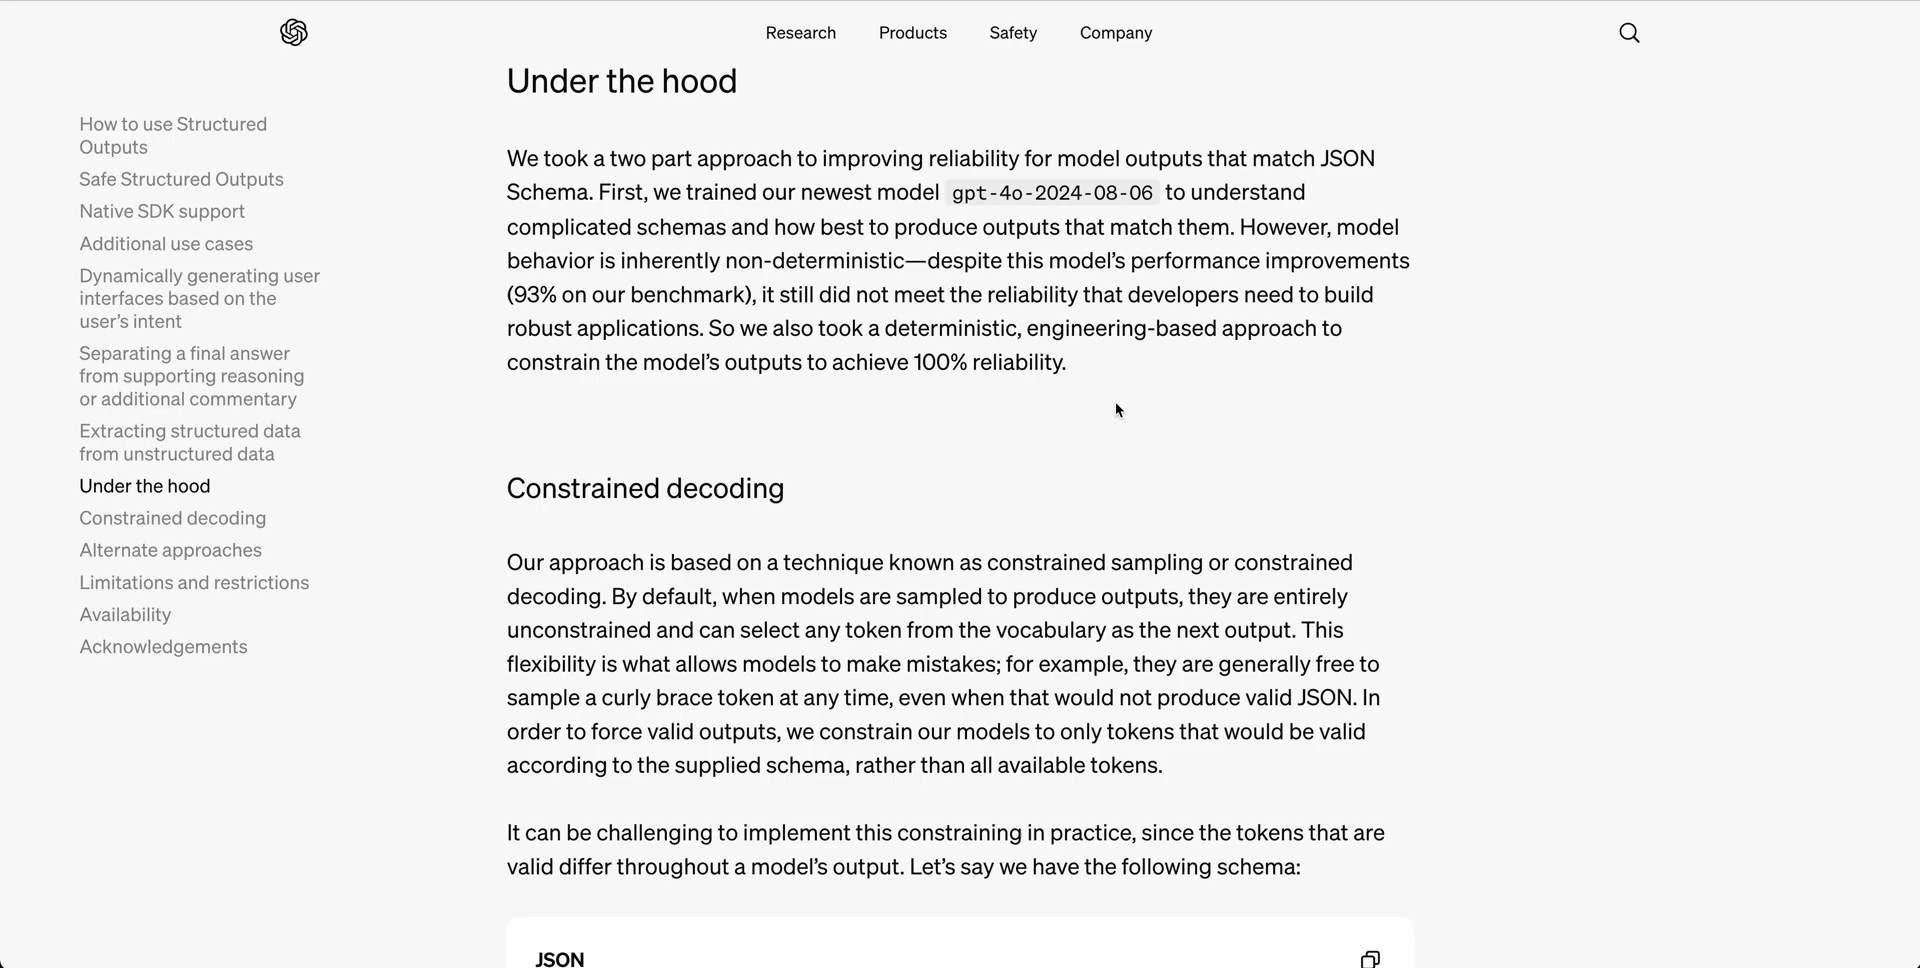 Research
Products
Safety
Company
How to use Structured
Outputs
Safe Structured Outputs
Native SDK support
Additional use cases
Dynamically generating user
interfaces based on the
user’s intent
Separating a final answer
from supporting reasoning
or additional commentary
Extracting structured data
from unstructured data
Under the hood
Constrained decoding
Alternate approaches
Limitations and restrictions
Availability
Acknowledgements
Under the hood
We took a two part approach to improving reliability for model outputs that match JSON
Schema. First, we trained our newest model gpt-4o-2024-08-06 to understand
complicated schemas and how best to produce outputs that match them. However, model
behavior is inherently non-deterministic—despite this model’s performance improvements
(93% on our benchmark), it still did not meet the reliability that developers need to build
robust applications. So we also took a deterministic, engineering-based approach to
constrain the model’s outputs to achieve 100% reliability.
Constrained decoding
Our approach is based on a technique known as constrained sampling or constrained
decoding. By default, when models are sampled to produce outputs, they are entirely
unconstrained and can select any token from the vocabulary as the next output. This
flexibility is what allows models to make mistakes; for example, they are generally free to
sample a curly brace token at any time, even when that would not produce valid JSON. In
order to force valid outputs, we constrain our models to only tokens that would be valid
according to the supplied schema, rather than all available tokens.
It can be challenging to implement this constraining in practice, since the tokens that are
valid differ throughout a model’s output. Let’s say we have the following schema:
JSON